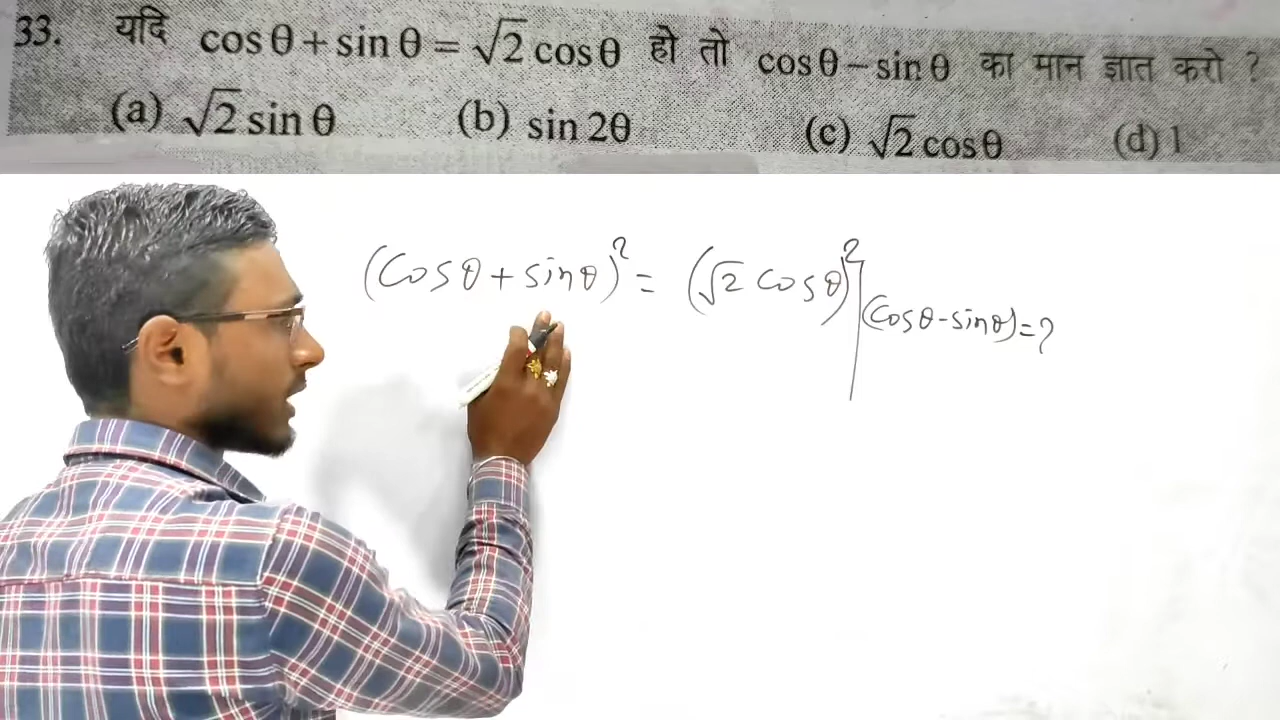 33. यदि cos θ + sin θ = √2 cos θ हो तो cos θ – sin θ का मान ज्ञात करो ?
(a) √2 sin θ (b) sin 2θ (c) √2 cos θ (d) 1
(cos θ + sin θ)² = (√2 cos θ)² (cos θ - sin θ) = ?